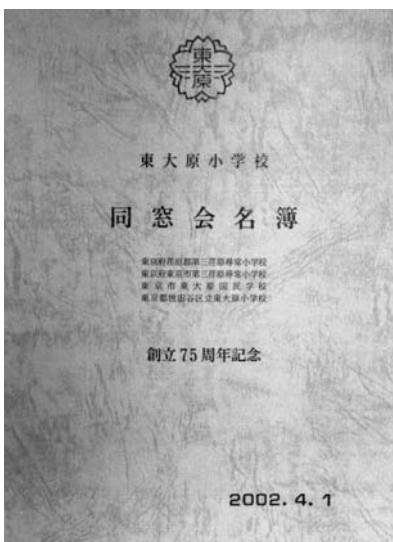 東大原
東大原小学校
同窓会名簿
東京府荏原郡第三荏原尋常小学校
東京府東京市第三荏原尋常小学校
東京市東大原国民学校
東京都世田谷区立東大原小学校
創立75周年記念
2002.4.1